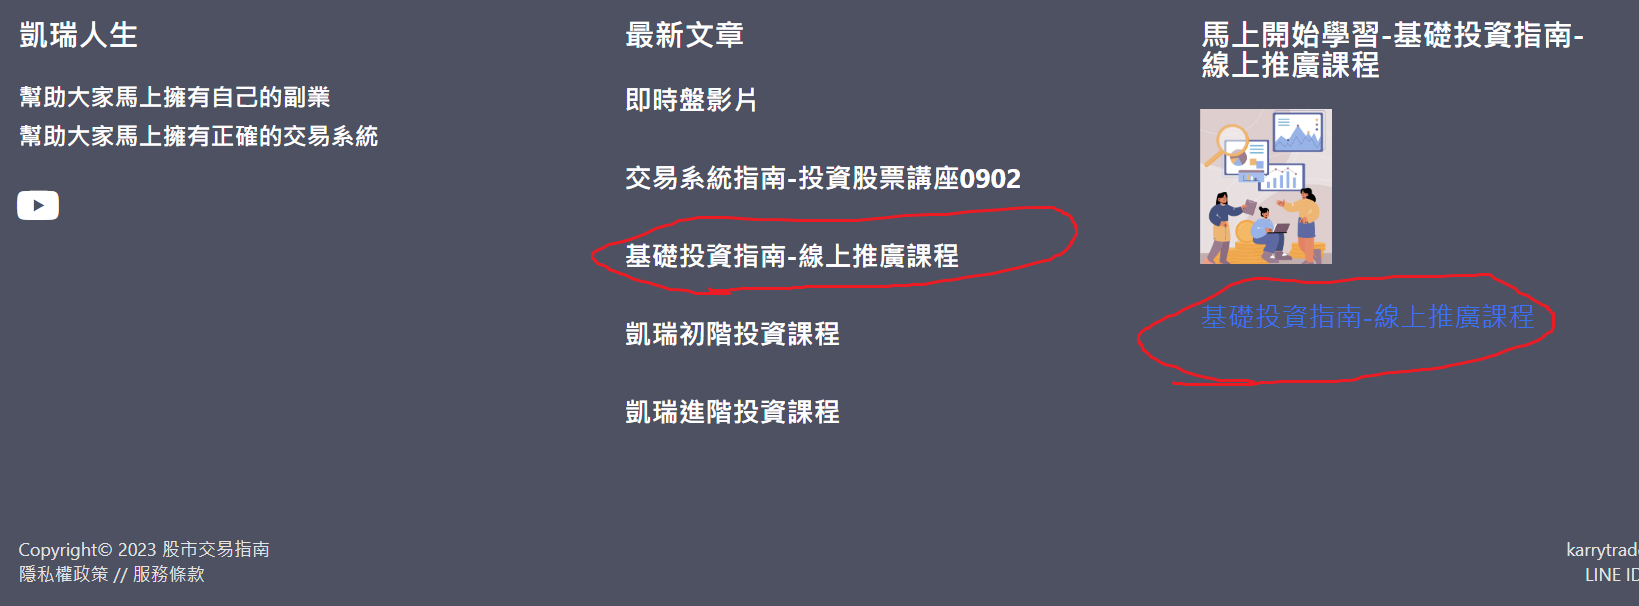 凱瑞人生
幫助大家馬上擁有自己的副業
幫助大家馬上擁有正確的交易系統
最新文章
即時盤影片
交易系統指南-投資股票講座0902
基礎投資指南-線上推廣課程
凱瑞初階投資課程
凱瑞進階投資課程
馬上開始學習-基礎投資指南-
線上推廣課程
基礎投資指南-線上推廣課程
Copyright© 2023 股市交易指南
隱私權政策 // 服務條款
karrytrade
LINE ID